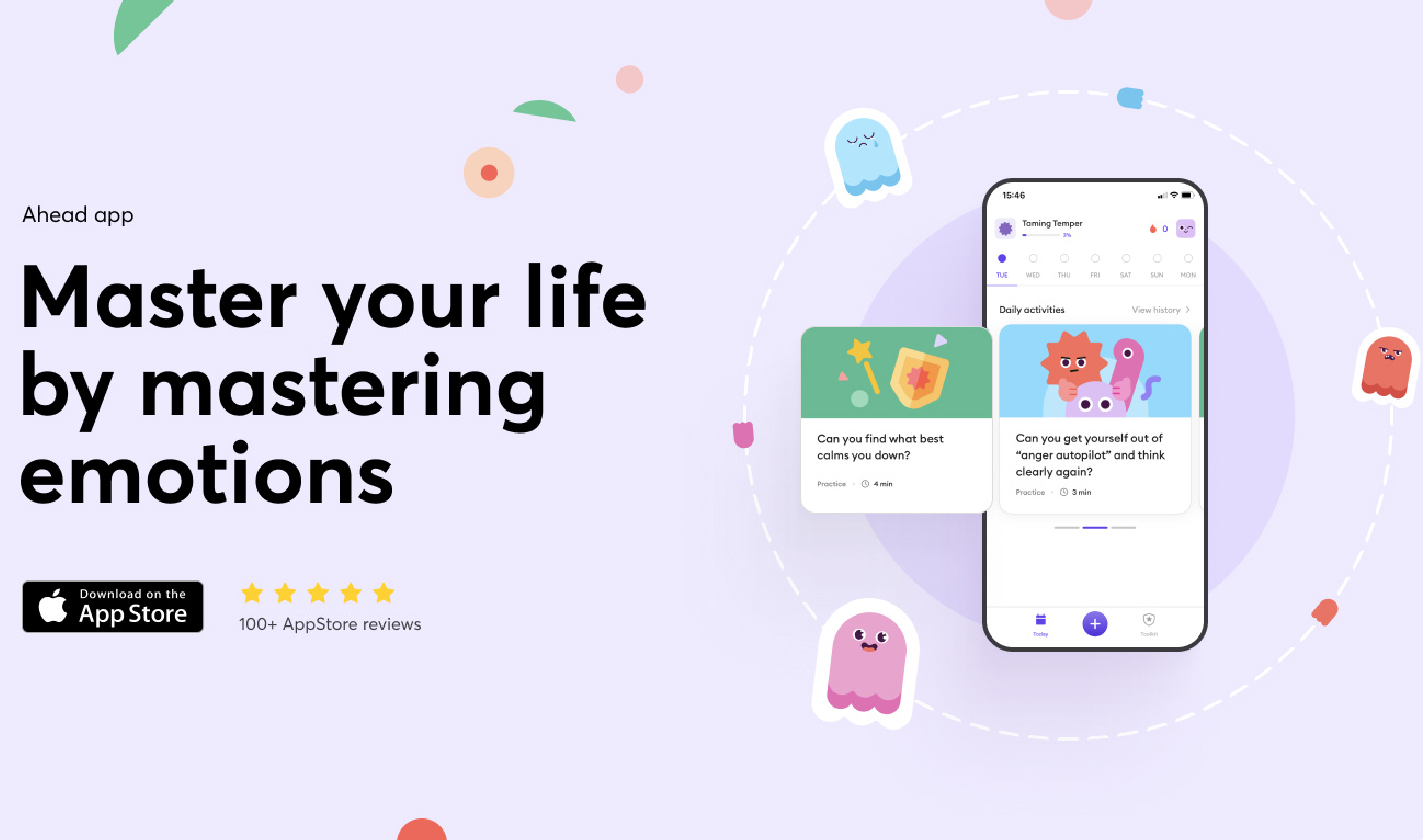 Ahead app
Master your life
by mastering
emotions
Download on the
App Store
100+ AppStore reviews
15:46
Taming Temper
3%
0
TUE WED THU FRI SAT SUN MON
Daily activities
View history
Can you find what best
calms you down?
Practice · 4 min
Can you get yourself out of
“anger autopilot” and think
clearly again?
Practice · 3 min
Today
Toolkit